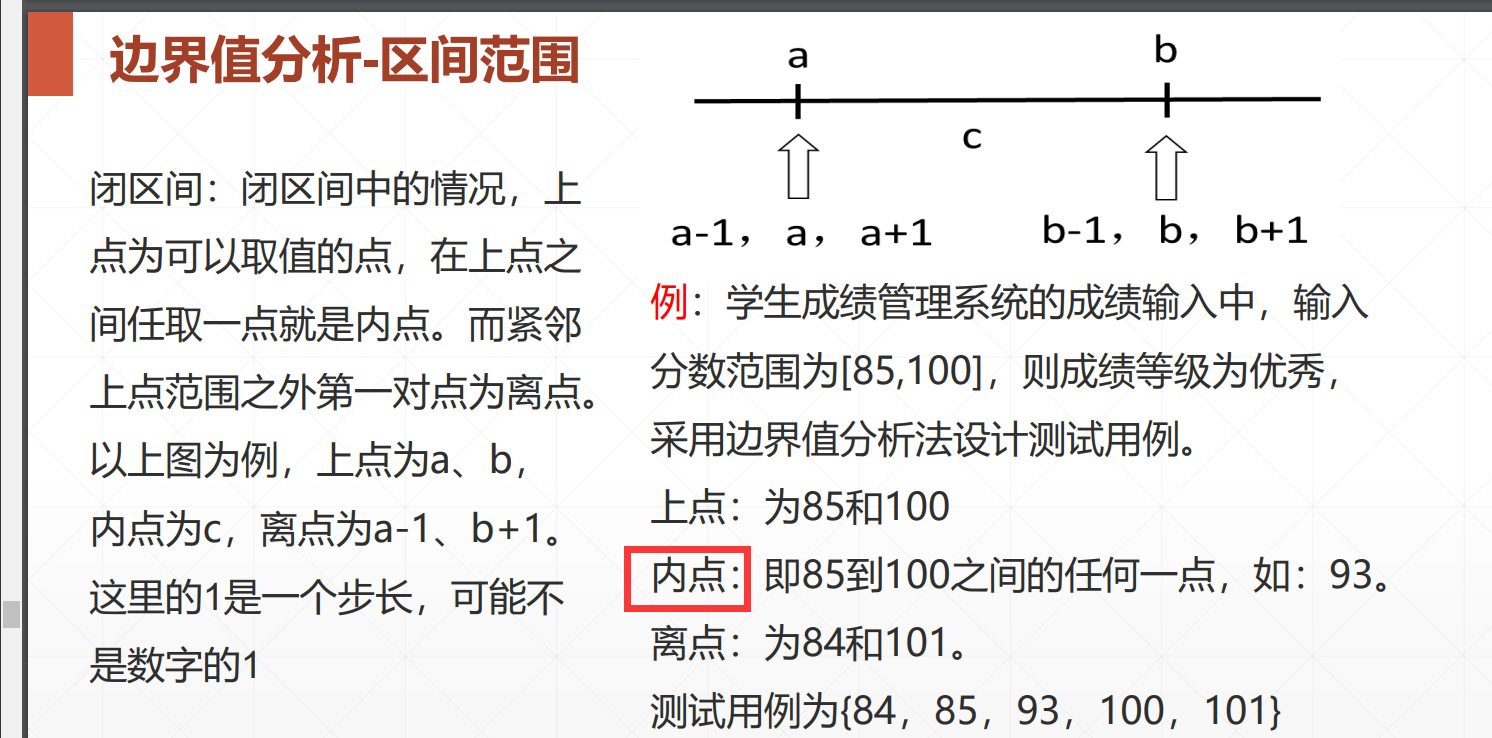 边界值分析-区间范围
闭区间：闭区间中的情况，上
点为可以取值的点，在上点之
间任取一点就是内点。而紧邻
上点范围之外第一对点为离点。
以上图为例，上点为a、b，
内点为c，离点为a-1、b+1。
这里的1是一个步长，可能不
是数字的1
a
b
c
a-1， a， a+1
b-1， b， b+1
例：学生成绩管理系统的成绩输入中，输入
分数范围为[85,100]，则成绩等级为优秀，
采用边界值分析法设计测试用例。
上点：为85和100
内点：即85到100之间的任何一点，如：93。
离点：为84和101。
测试用例为{84，85，93，100，101}